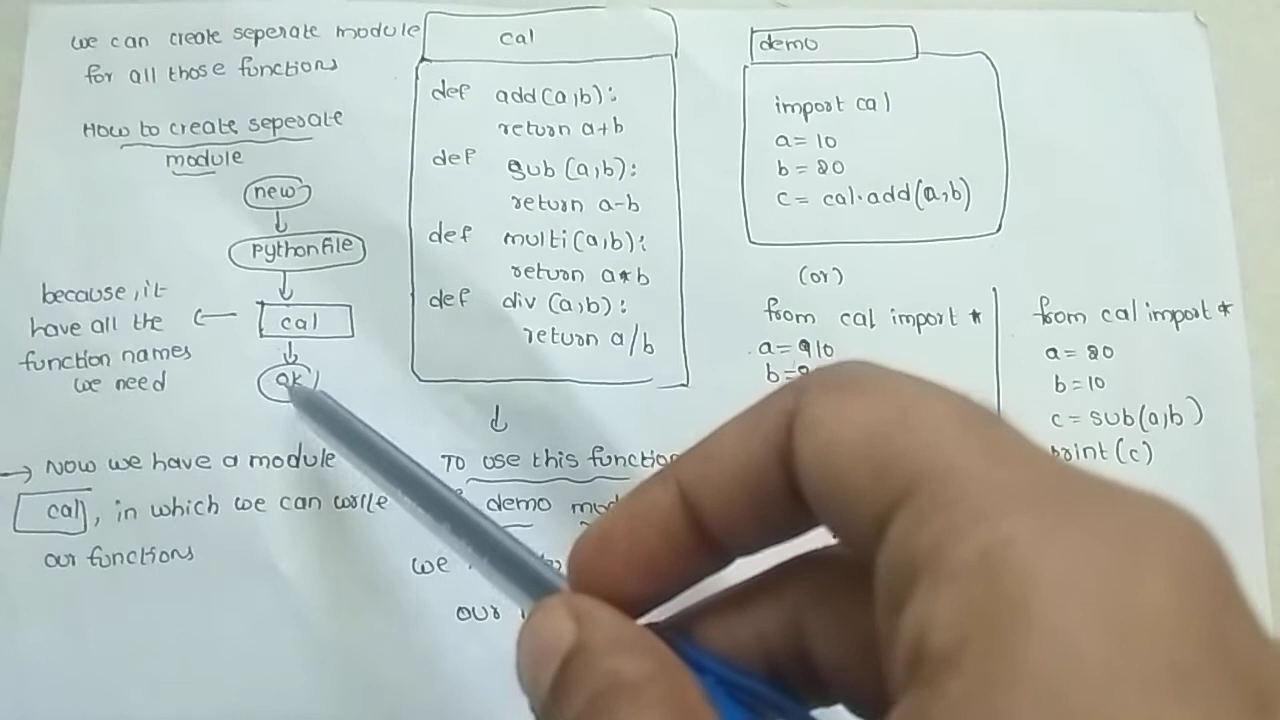 we can create seperate module
for all those functions
How to create seperate
module
new
Python file
cal
ok
because, it
have all the
function names
we need
Now we have a module
cal, in which we can write
our functions
cal
def add(a,b):
return a+b
def sub(a,b):
return a-b
def multi(a,b):
return a*b
def div(a,b):
return a/b
To use this function
demo
we
our
demo
import cal
a=10
b=20
c= cal.add(a,b)
(or)
from cal import *
a=10
b=
from cal import *
a=20
b=10
c=sub(a,b)
print(c)